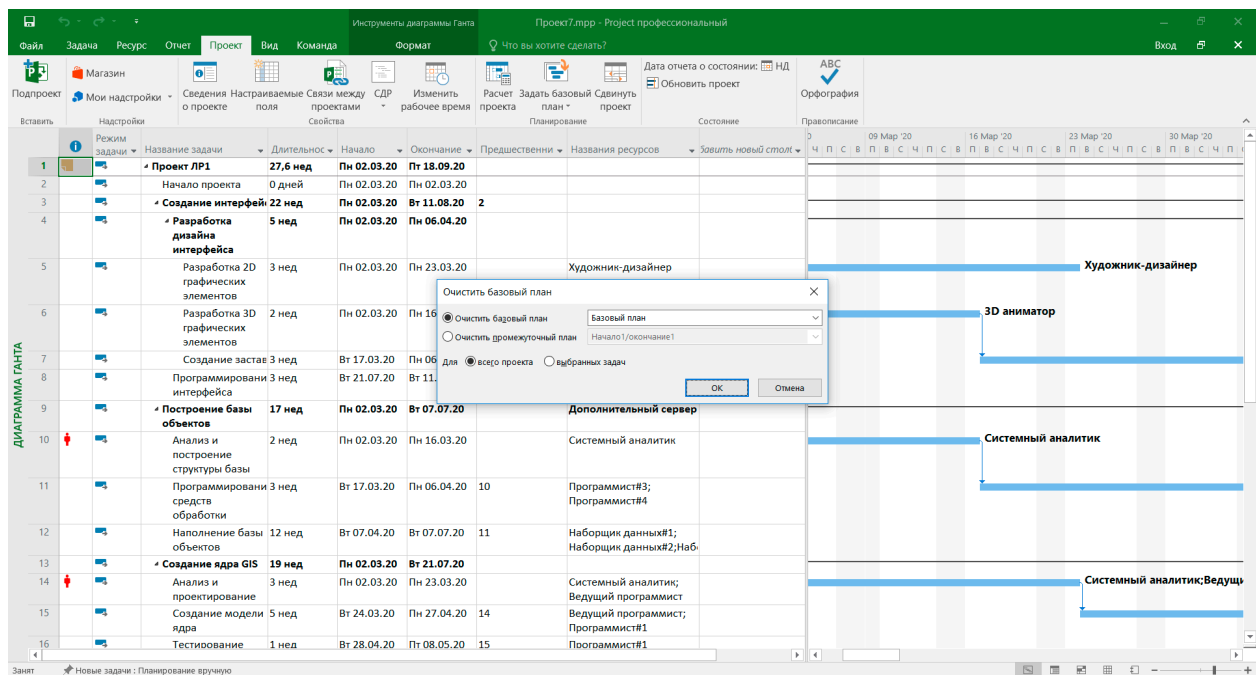 Инструменты диаграммы Ганта
Проект7.mpp - Project профессиональный
Файл Задача Ресурс Отчет Проект Вид Команда Формат Что вы хотите сделать? Вход
Подпроект
Магазин
Мои надстройки
Сведения о проекте
Настраиваемые поля
Связи между проектами
СДР
Изменить рабочее время
Расчет проекта
Задать базовый план
Сдвинуть проект
Дата отчета о состоянии: НД
Обновить проект
ABC
Орфография
Вставить Надстройки Свойства Планирование Состояние Правописание
Режим задачи Название задачи Длительнос Начало Окончание Предшественни Названия ресурсов
09 Мар '20 16 Мар '20 23 Мар '20 30 Мар '20
Ч П С В П В С Ч П С В П В С Ч П С В П В С Ч П С В П В С Ч П
1 Проект ЛР1 27,6 нед Пн 02.03.20 Пт 18.09.20
2 Начало проекта 0 дней Пн 02.03.20 Пн 02.03.20
3 Создание интерфей 22 нед Пн 02.03.20 Вт 11.08.20 2
4 Разработка 5 нед Пн 02.03.20 Пн 06.04.20
дизайна
интерфейса
5 Разработка 2D 3 нед Пн 02.03.20 Пн 23.03.20 Художник-дизайнер Художник-дизайнер
графических
элементов
6 Разработка 3D 2 нед Пн 02.03.20 Пн 16 3D аниматор
графических
элементов
7 Создание застав 3 нед Вт 17.03.20 Пн 06
8 Программировани 3 нед Вт 21.07.20 Вт 11.
интерфейса
Очистить базовый план
Очистить базовый план Базовый план
Очистить промежуточный план Начало1/окончание1
Для всего проекта выбранных задач
ОК Отмена
9 Построение базы 17 нед Пн 02.03.20 Вт 07.07.20 Дополнительный сервер
объектов
10 Анализ и 2 нед Пн 02.03.20 Пн 16.03.20 Системный аналитик Системный аналитик
построение
структуры базы
11 Программировани 3 нед Вт 17.03.20 Пн 06.04.20 10 Программист#3;
средств Программист#4
обработки
12 Наполнение базы 12 нед Вт 07.04.20 Вт 07.07.20 11 Наборщик данных#1;
объектов Наборщик данных#2;Наб
13 Создание ядра GIS 19 нед Пн 02.03.20 Вт 21.07.20
14 Анализ и 3 нед Пн 02.03.20 Пн 23.03.20 Системный аналитик; Системный аналитик;Ведущи
проектирование Ведущий программист
15 Создание модели 5 нед Вт 24.03.20 Пн 27.04.20 14 Ведущий программист;
ядра Программист#1
16 Тестирование 1 нед Вт 28.04.20 Пт 08.05.20 15 Программист#1
ДИАГРАММА ГАНТА
Занят Новые задачи : Планирование вручную